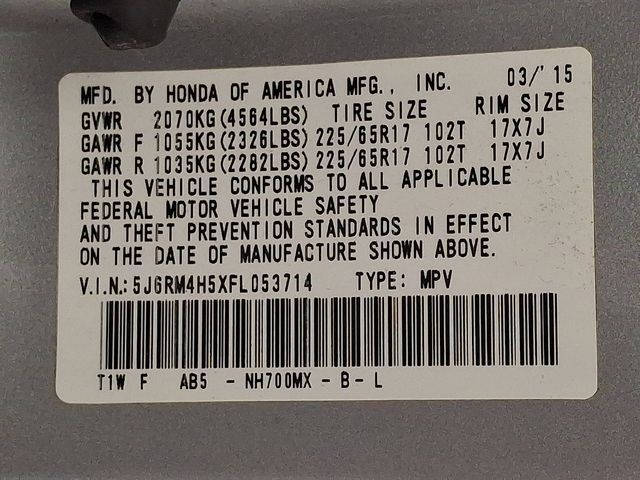 MFD. BY HONDA OF AMERICA MFG., INC. 03/'15
GVWR 2070KG(4564LBS) TIRE SIZE RIM SIZE
GAWR F 1055KG(2326LBS) 225/65R17 102T 17X7J
GAWR R 1035KG(2282LBS) 225/65R17 102T 17X7J
THIS VEHICLE CONFORMS TO ALL APPLICABLE
FEDERAL MOTOR VEHICLE SAFETY
AND THEFT PREVENTION STANDARDS IN EFFECT
ON THE DATE OF MANUFACTURE SHOWN ABOVE.
V.I.N.: 5J6RM4H5XFL053714 TYPE: MPV
T1W F AB5 - NH700MX - B - L